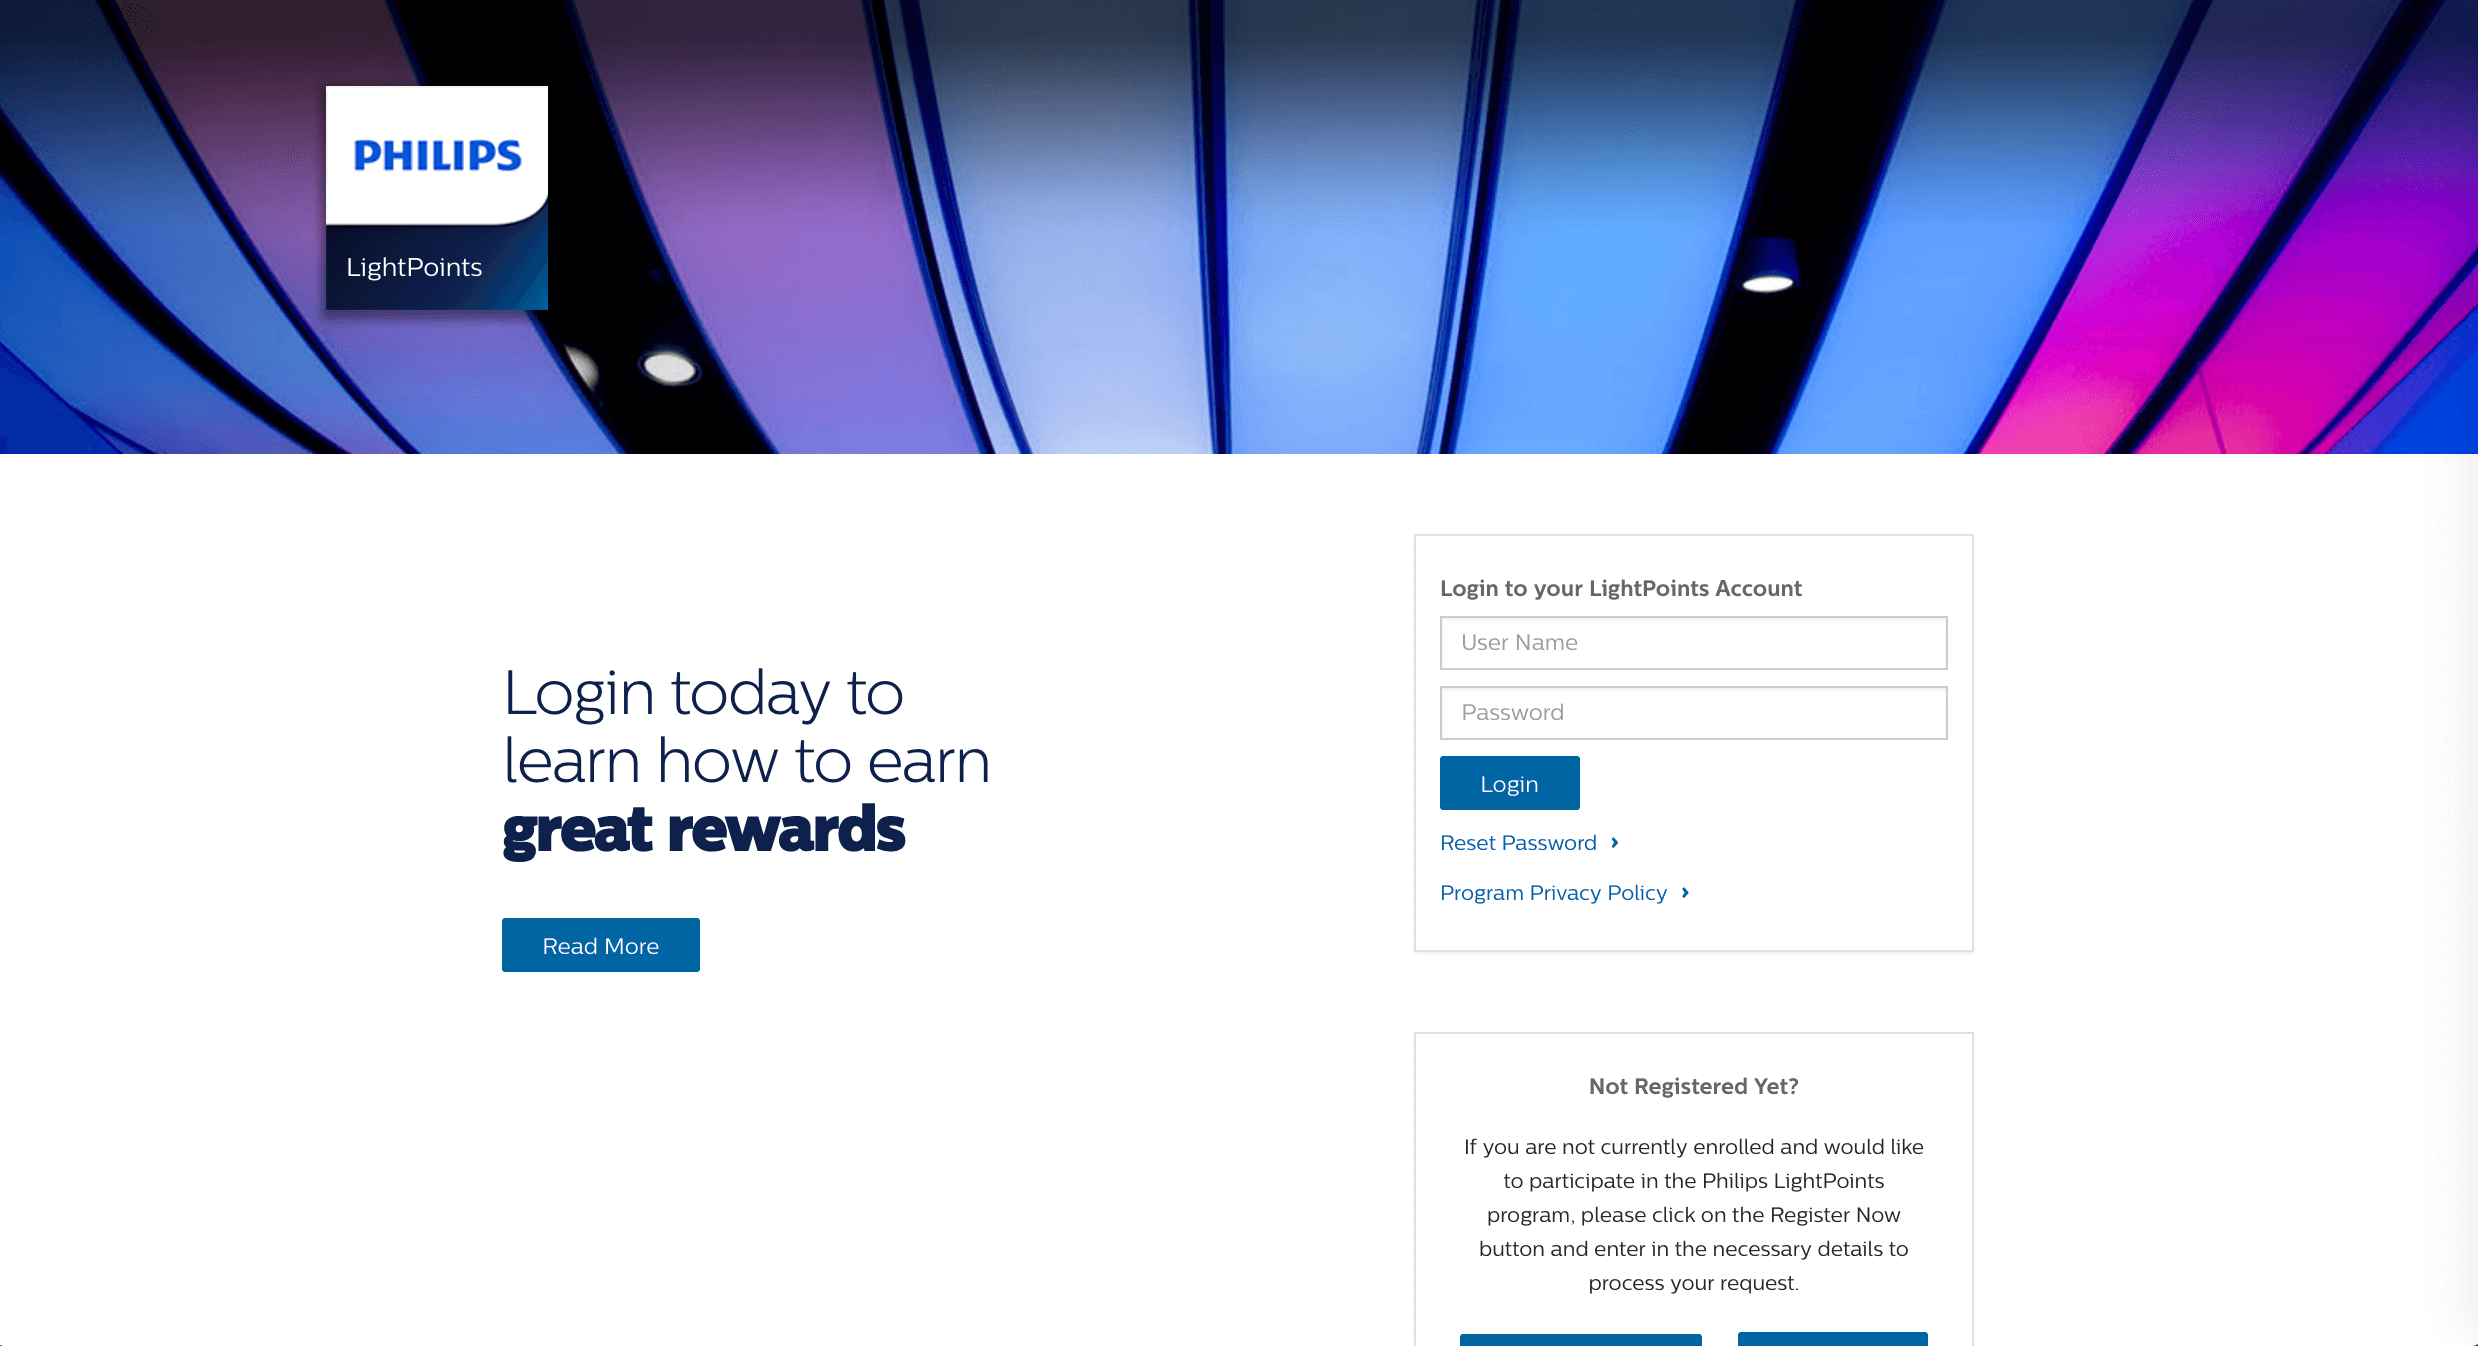 PHILIPS
LightPoints
Login today to
learn how to earn
great rewards
Read More
Login to your LightPoints Account
User Name
Password
Login
Reset Password ›
Program Privacy Policy ›
Not Registered Yet?
If you are not currently enrolled and would like
to participate in the Philips LightPoints
program, please click on the Register Now
button and enter in the necessary details to
process your request.